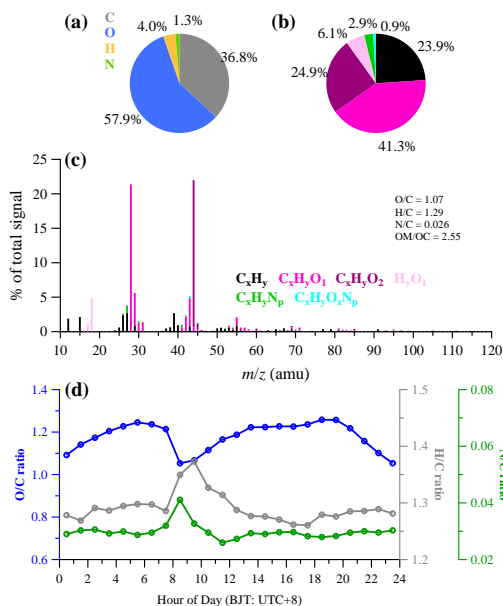 (a)
C
O
H
N
4.0%
1.3%
36.8%
57.9%
(b)
6.1%
2.9%
0.9%
23.9%
24.9%
41.3%
(c)
% of total signal
25
20
15
10
5
0
O/C = 1.07
H/C = 1.29
N/C = 0.026
OM/OC = 2.55
CxHy CxHyO1 CxHyO2 HyO1
CxHyNp CxHyO2Np
10 20 30 40 50 60 70 80 90 100 110 120
m/z (amu)
(d)
O/C ratio
1.4
1.2
1.0
0.8
0.6
H/C ratio
1.5
1.4
1.3
1.2
N/C ratio
0.08
0.06
0.04
0.02
0 2 4 6 8 10 12 14 16 18 20 22 24
Hour of Day (BJT: UTC+8)